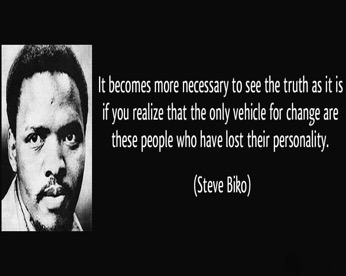 It becomes more necessary to see the truth as it is
if you realize that the only vehicle for change are
these people who have lost their personality.
(Steve Biko)